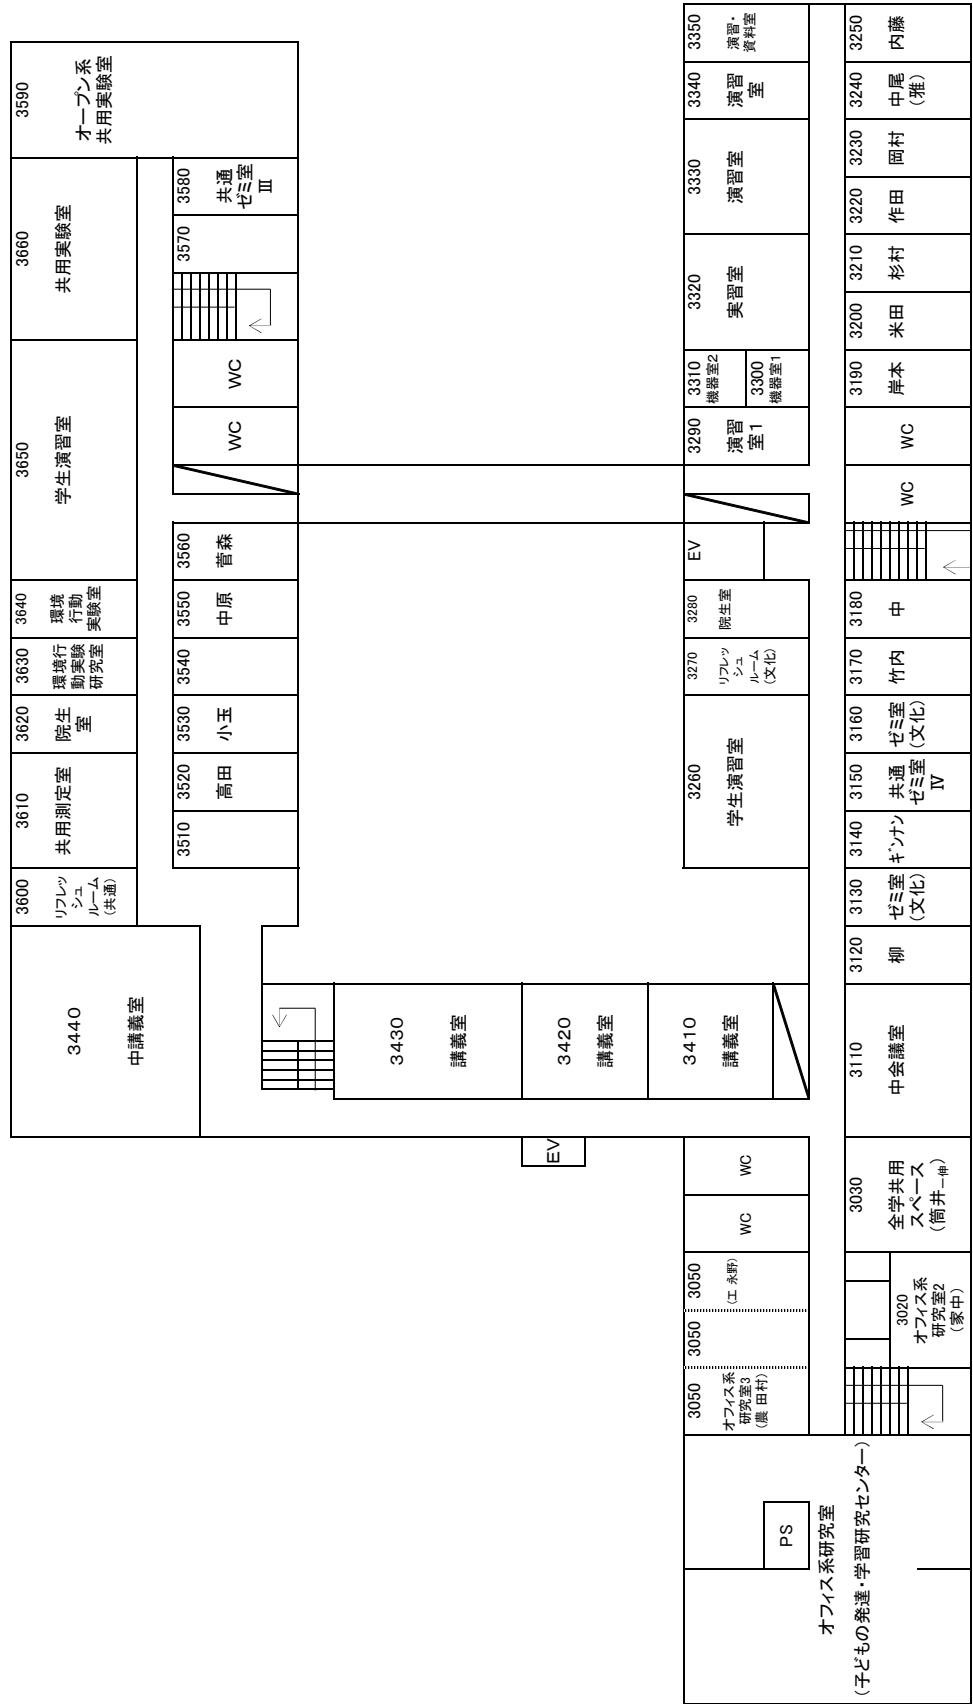 3590
オープン系
共用実験室
3660
共用実験室
3650
学生演習室
3640
環境
行動
実験室
3630
環境行
動実験
研究室
3620
院生
室
3610
共用測定室
3600
リフレッ
シュ
ルーム
(共通)
3440
中講義室
3580
共通
ゼミ室
Ⅲ
3570
WC
WC
3560
菅森
3550
中原
3540
3530
小玉
3520
高田
3510
3430
講義室
3420
講義室
3410
講義室
EV
3350
演習・
資料室
3340
演習
室
3330
演習室
3320
実習室
3310
機器室2
3300
機器室1
3290
演習
室1
EV
3280
院生室
3270
リフレッ
シュ
ルーム
(文化)
3260
学生演習室
WC
WC
3050
(工 永野)
3050
3050
オフィス系
研究室3
(農 田村)
3250
内藤
3240
中尾
(雅)
3230
岡村
3220
作田
3210
杉村
3200
米田
3190
岸本
WC
WC
3180
中
3170
竹内
3160
ゼミ室
(文化)
3150
共通
ゼミ室
Ⅳ
3140
ギンナン
3130
ゼミ室
(文化)
3120
柳
3110
中会議室
3030
全学共用
スペース
(筒井一伸)
3020
オフィス系
研究室2
(家中)
PS
オフィス系研究室
(子どもの発達・学習研究センター)